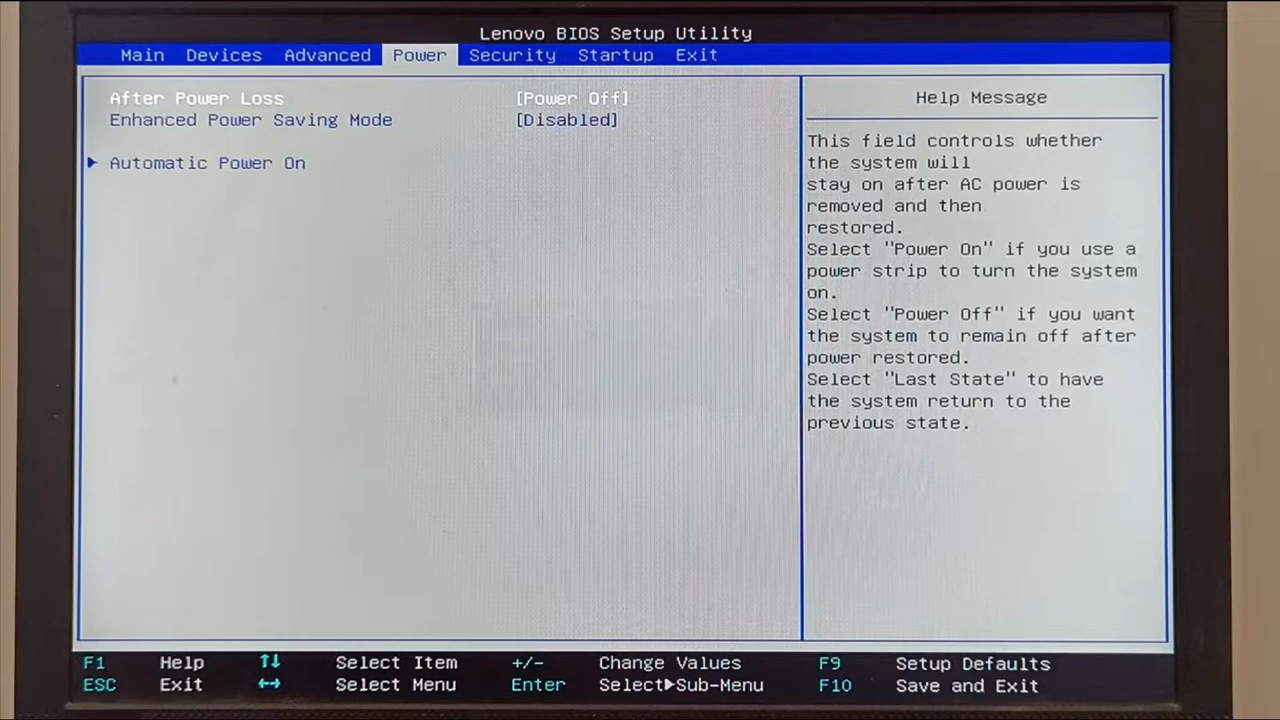 Lenovo BIOS Setup Utility
Main Devices Advanced Power Security Startup Exit
After Power Loss [Power Off]
Enhanced Power Saving Mode [Disabled]
Automatic Power On
Help Message
This field controls whether
the system will
stay on after AC power is
removed and then
restored.
Select "Power On" if you use a
power strip to turn the system
on.
Select "Power Off" if you want
the system to remain off after
power restored.
Select "Last State" to have
the system return to the
previous state.
F1 Help ↑↓ Select Item +/- Change Values F9 Setup Defaults
ESC Exit ↔ Select Menu Enter Select▶Sub-Menu F10 Save and Exit